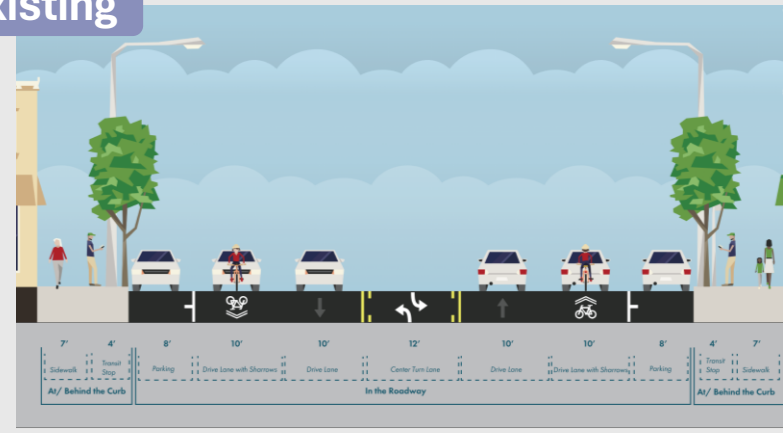 xisting
7' 4' 8' 10' 10' 12' 10' 10' 8' 4' 7'
Sidewalk Transit Stop Parking Drive Lane with Sharrows Drive Lane Center Turn Lane Drive Lane Drive Lane with Sharrows Parking Transit Stop Sidewalk
At/ Behind the Curb In the Roadway At/ Behind the Curb